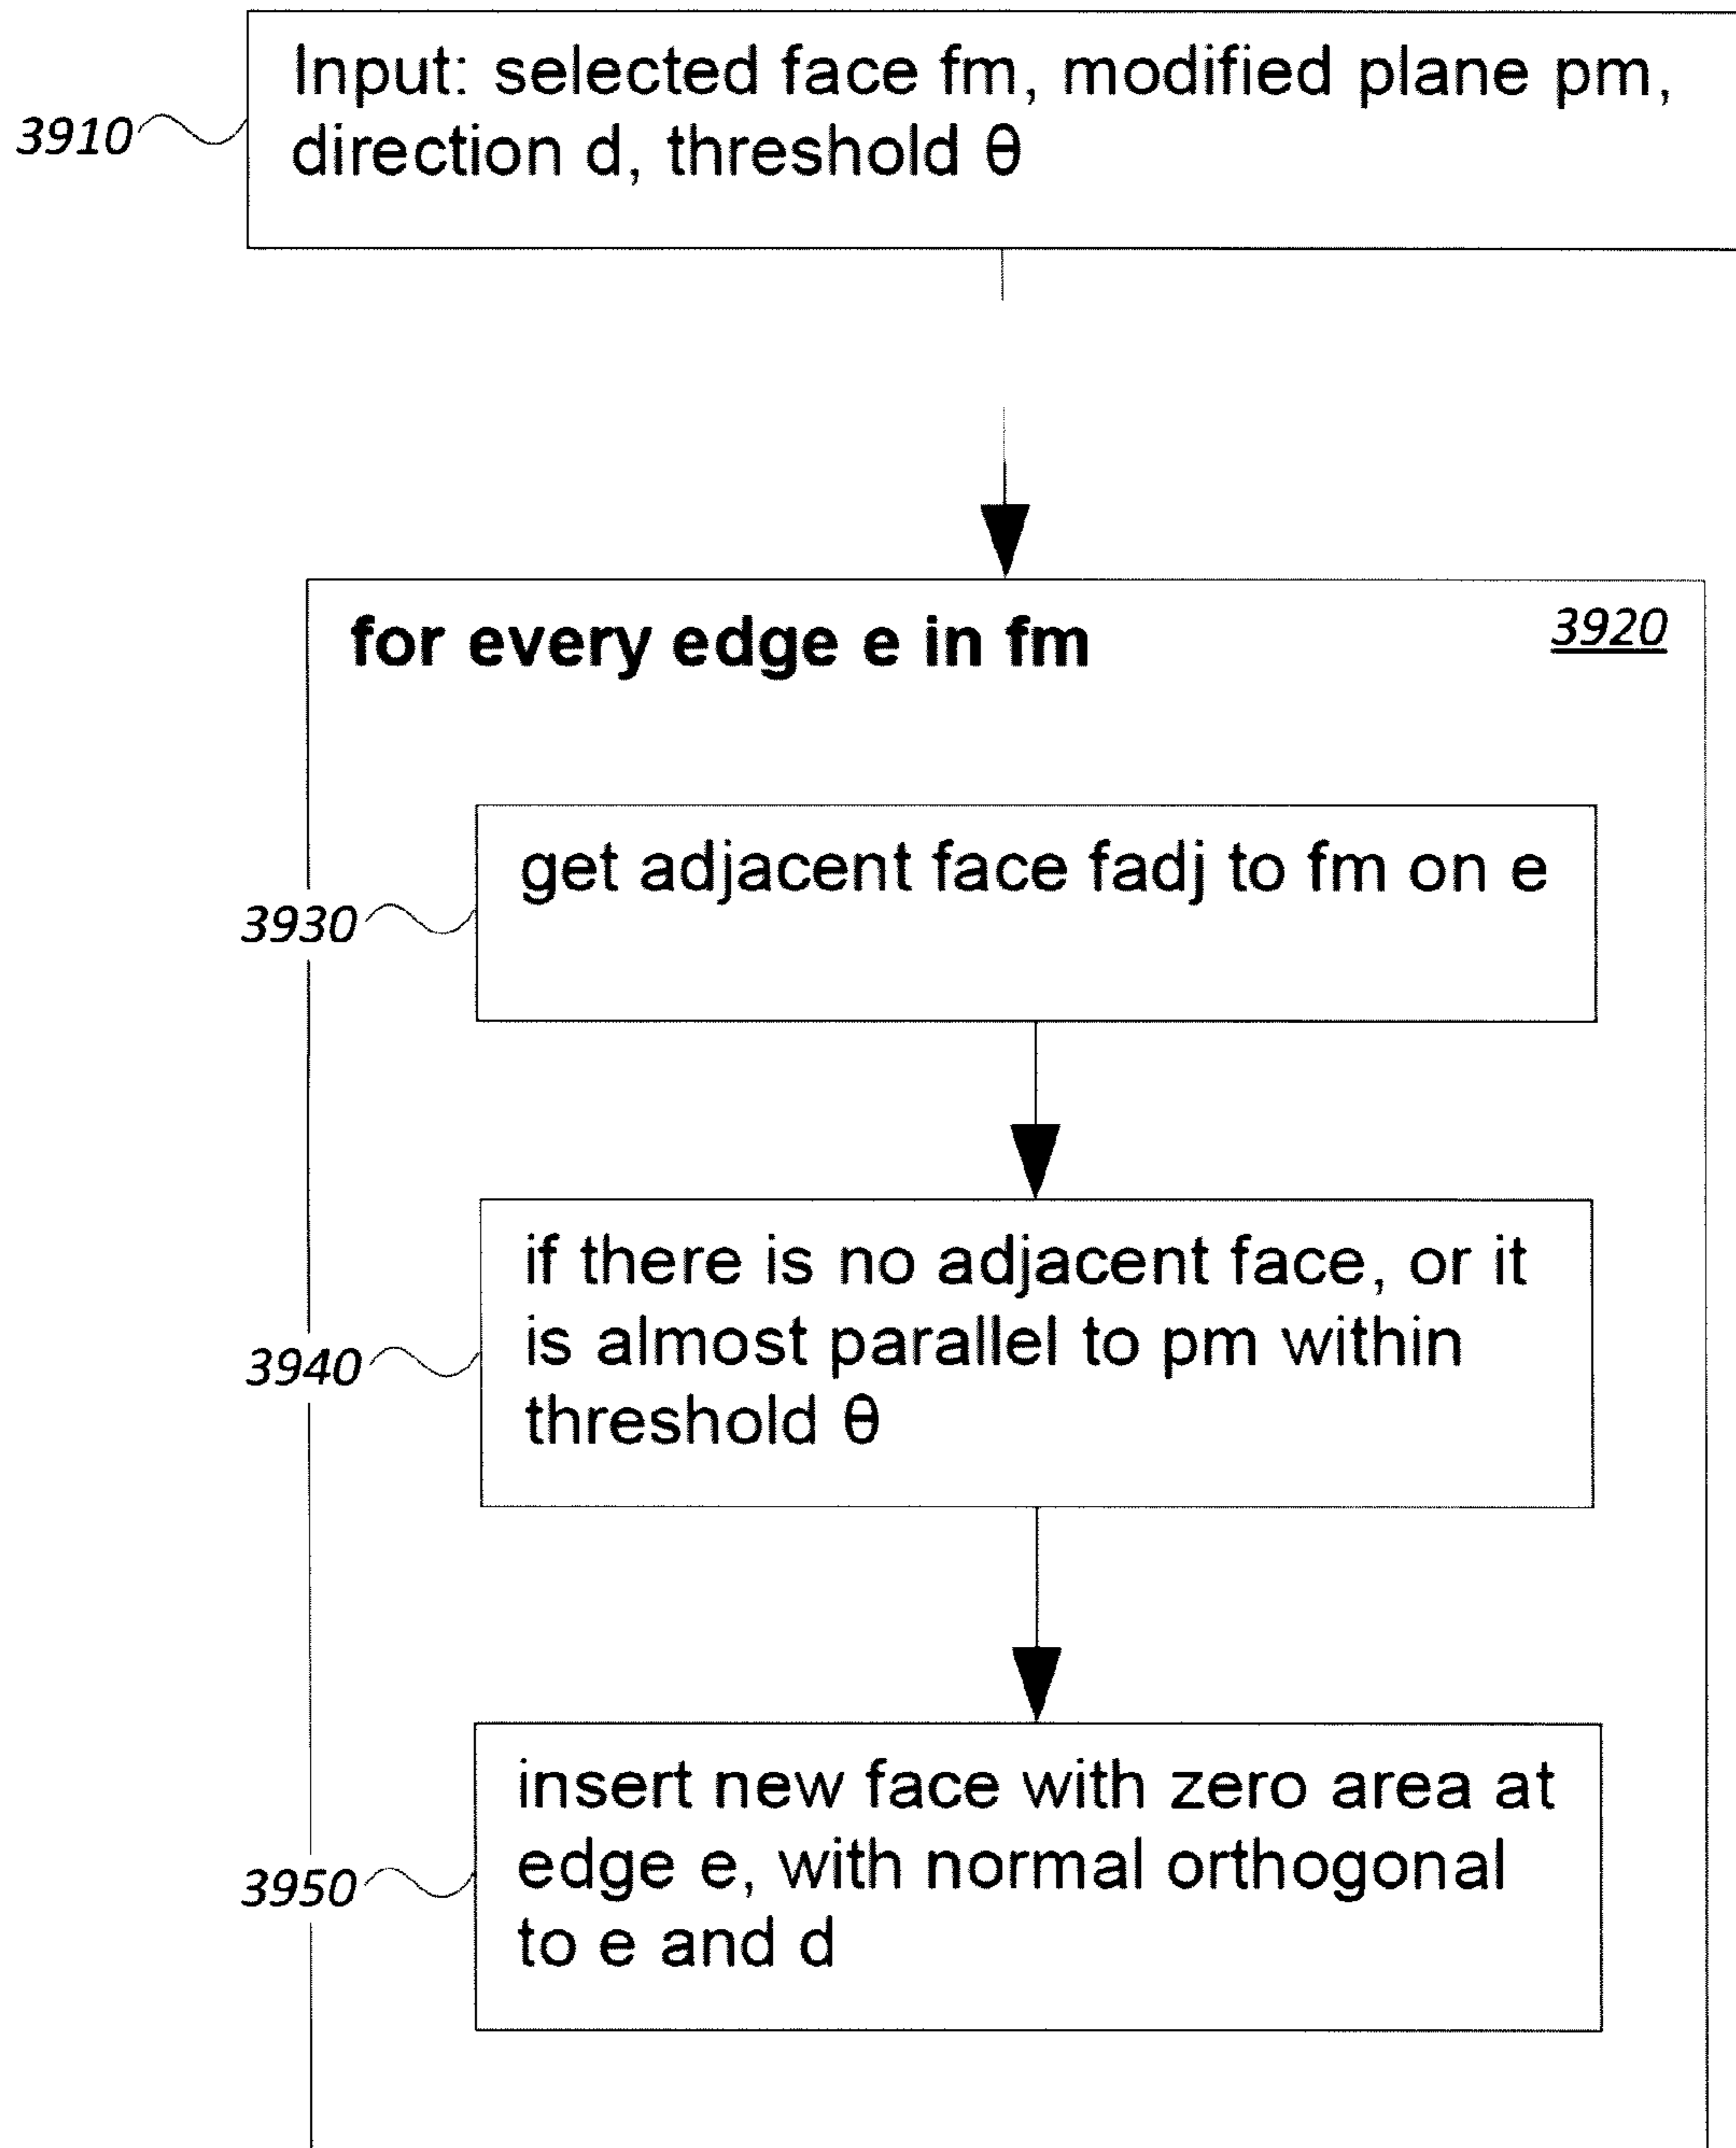 Input: selected face fm, modified plane pm,
direction d, threshold θ
3910
for every edge e in fm
3920
get adjacent face fadj to fm on e
3930
if there is no adjacent face, or it
is almost parallel to pm within
threshold θ
3940
insert new face with zero area at
edge e, with normal orthogonal
to e and d
3950